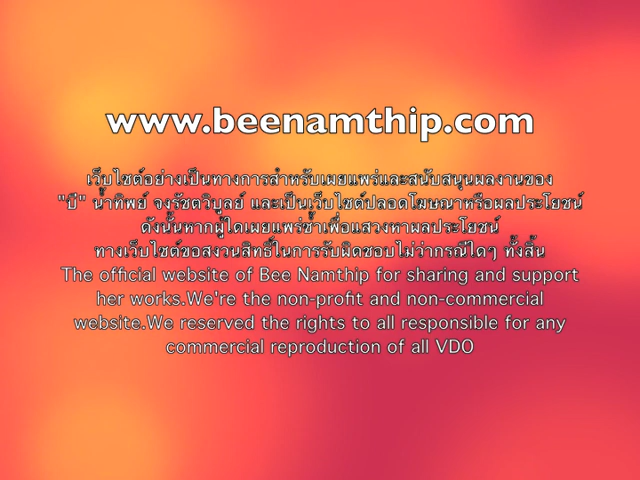 www.beenamthip.com
เว็บไซต์อย่างเป็นทางการสำหรับเผยแพร่และสนับสนุนผลงานของ
"บี" น้ำทิพย์ จงรัชตวิบูลย์ และเป็นเว็บไซต์ปลอดโฆษณาหรือผลประโยชน์
ดังนั้นหากผู้ใดเผยแพร่ซ้ำเพื่อแสวงหาผลประโยชน์
ทางเว็บไซต์ขอสงวนสิทธิ์ในการรับผิดชอบไม่ว่ากรณีใดๆ ทั้งสิ้น
The official website of Bee Namthip for sharing and support
her works.We're the non-profit and non-commercial
website.We reserved the rights to all responsible for any
commercial reproduction of all VDO